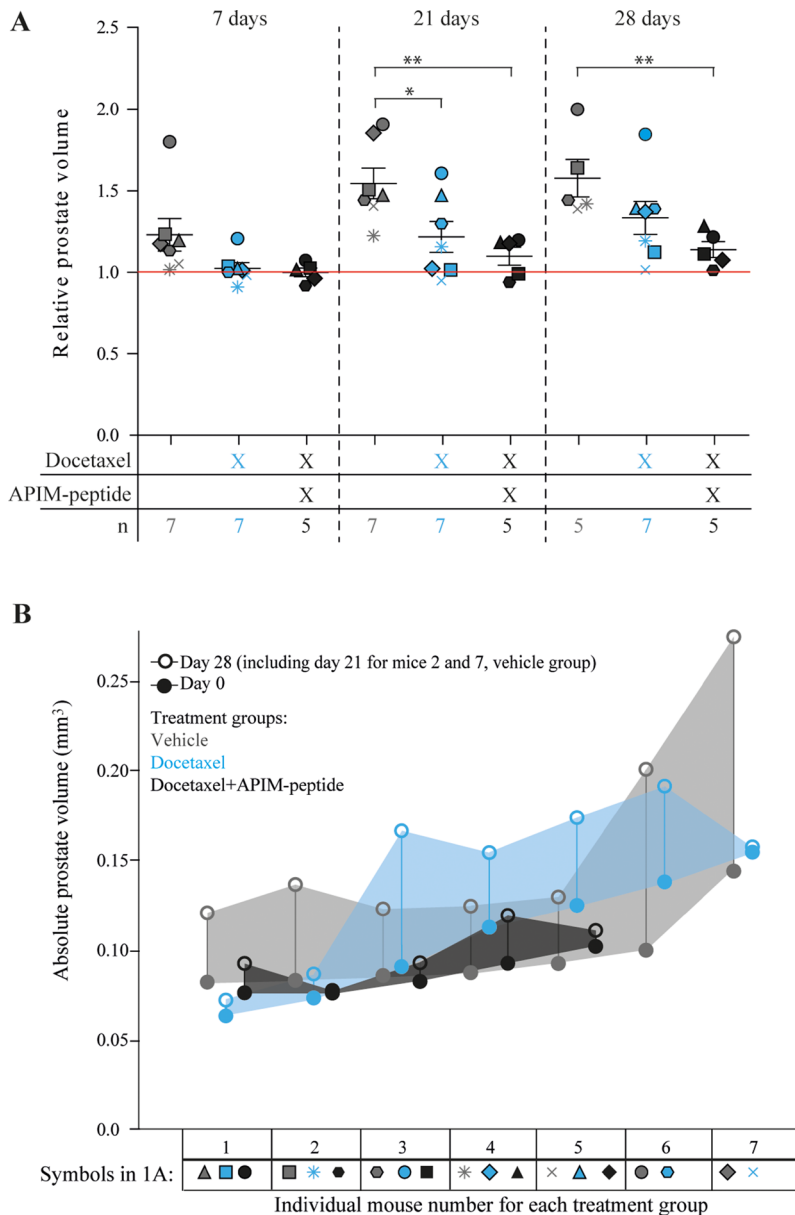 A
7 days 21 days 28 days
**
**
*
2.5
2.0
1.5
1.0
0.5
0.0
Relative prostate volume
Docetaxel X X X X X X
APIM-peptide X X X
n 7 7 5 7 7 5 5 7 5
B
Day 28 (including day 21 for mice 2 and 7, vehicle group)
Day 0
Treatment groups:
Vehicle
Docetaxel
Docetaxel+APIM-peptide
0.25
0.20
0.15
0.10
0.05
0.0
Absolute prostate volume (mm³)
1 2 3 4 5 6 7
Symbols in 1A:
Individual mouse number for each treatment group